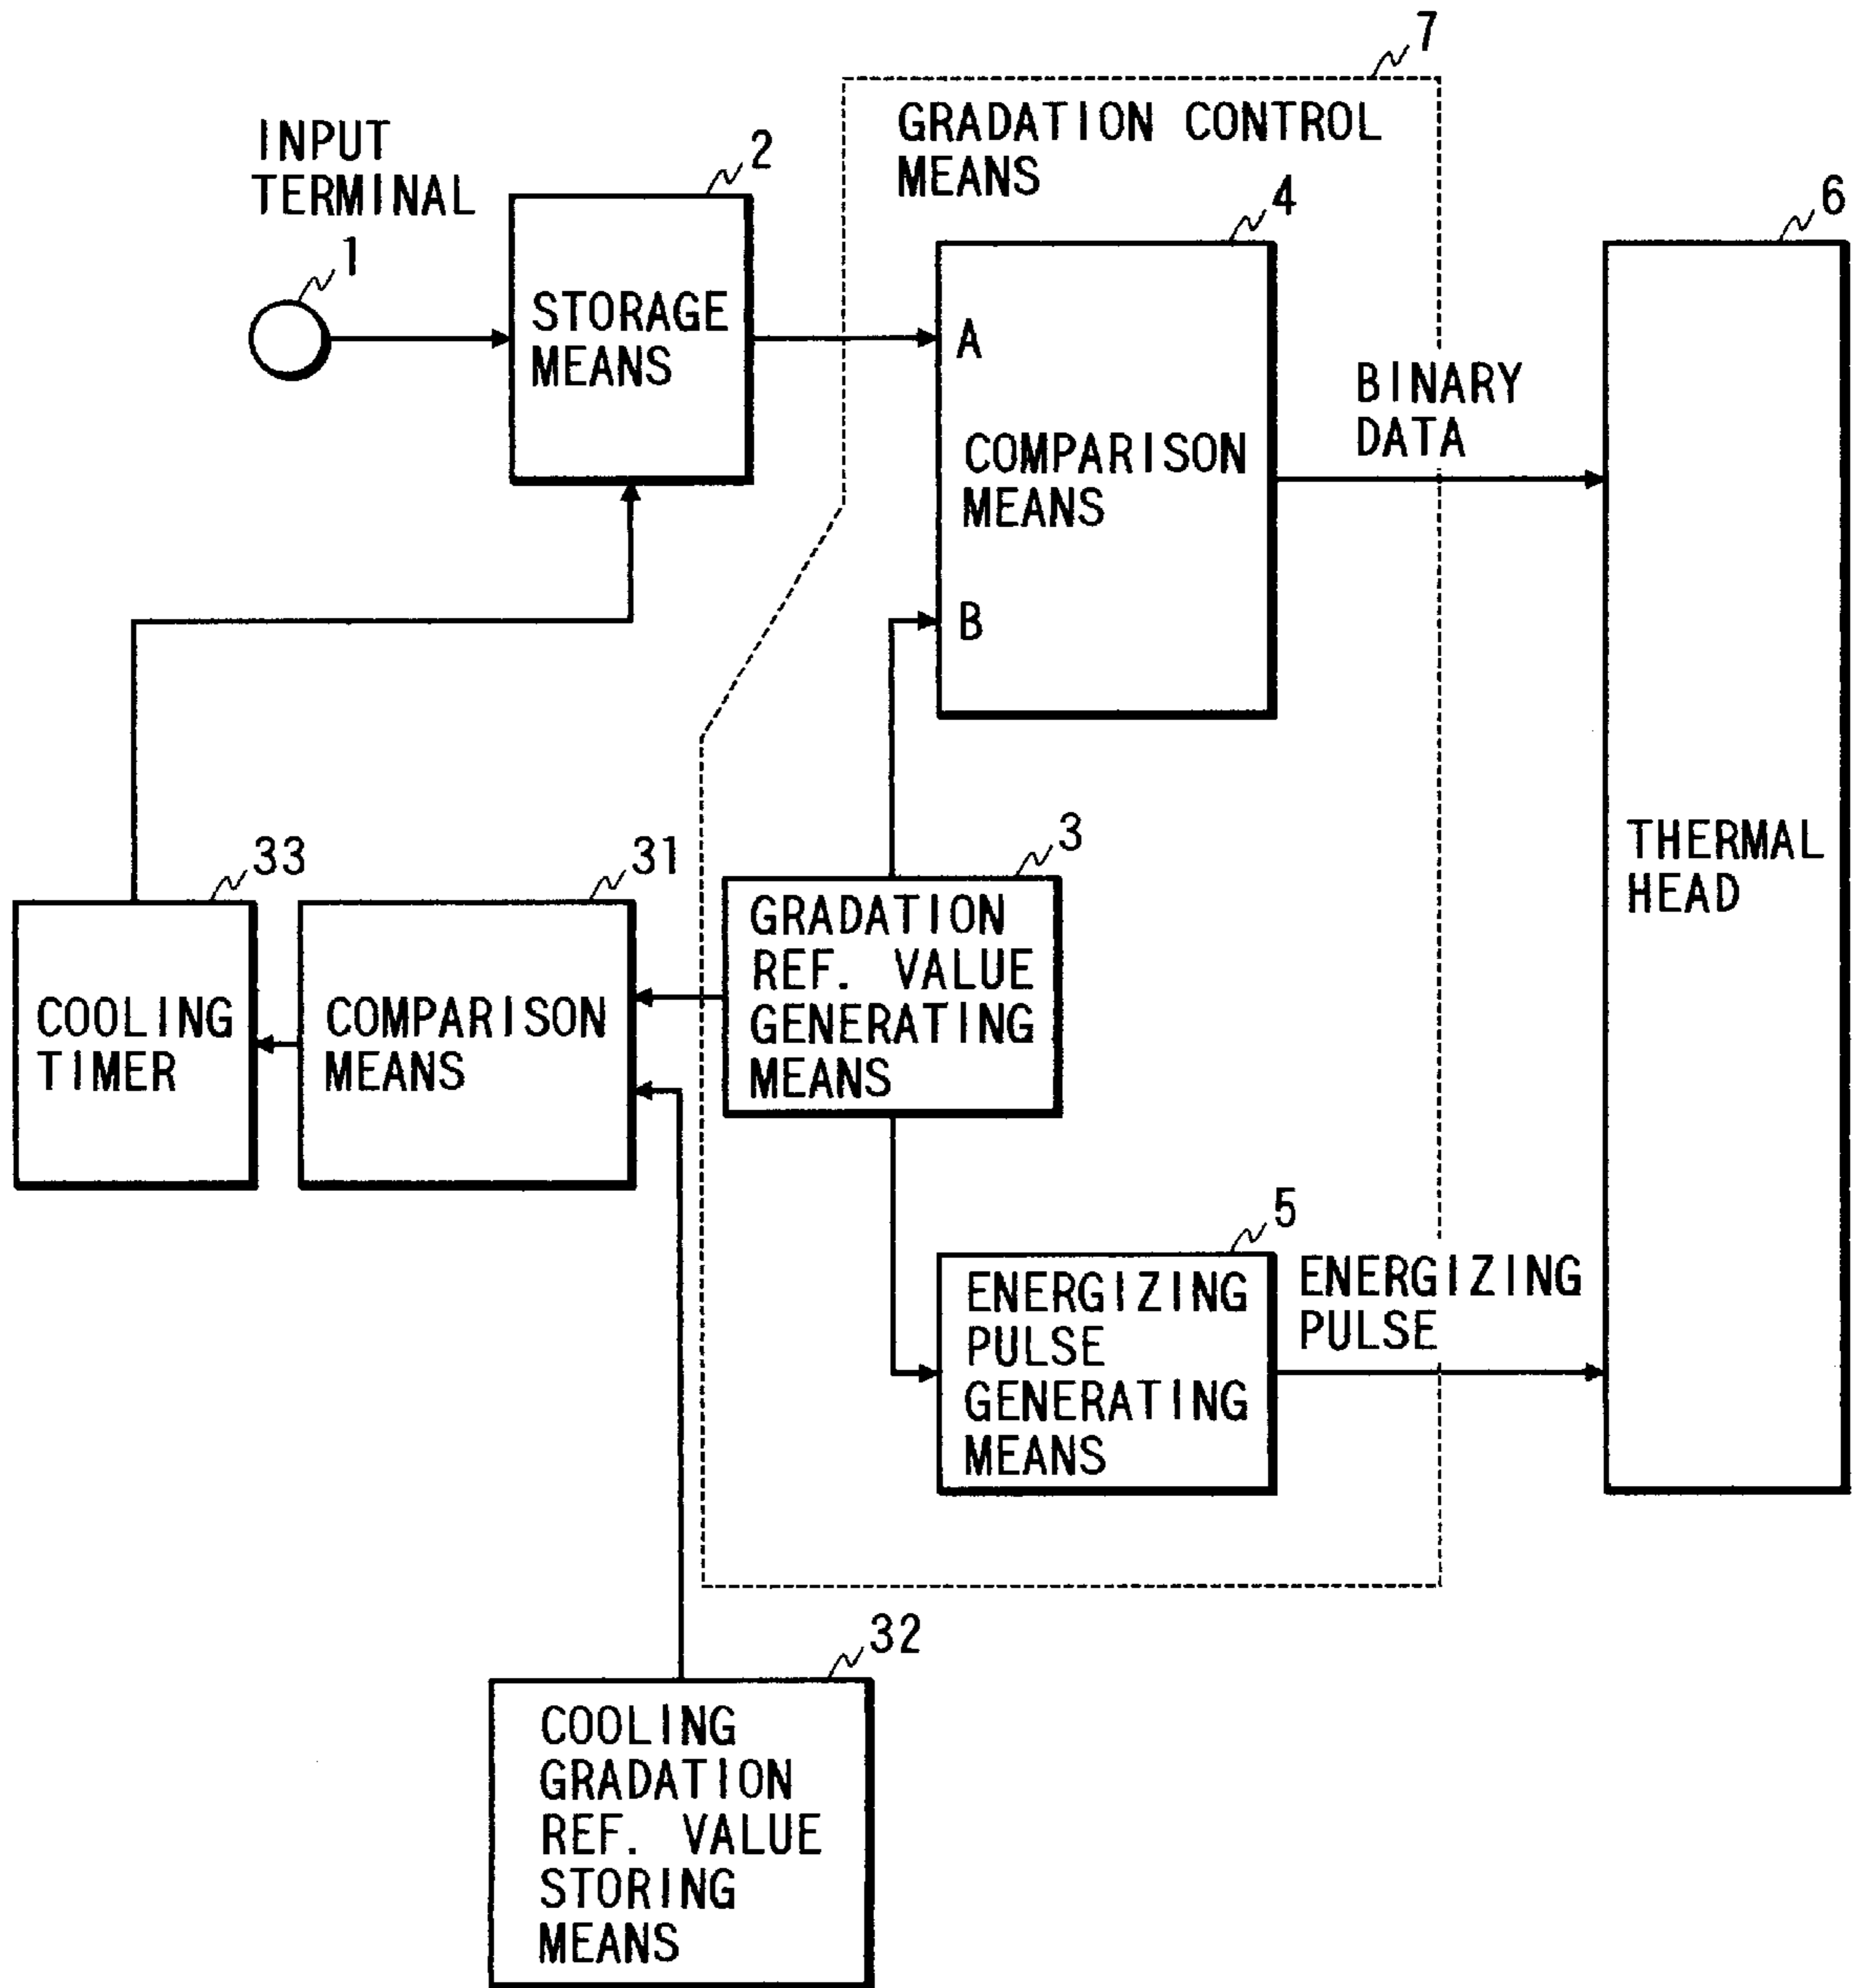 7
GRADATION CONTROL
MEANS
INPUT
TERMINAL
1
2
STORAGE
MEANS
4
A
COMPARISON
MEANS
B
BINARY
DATA
6
THERMAL
HEAD
33
COOLING
TIMER
31
COMPARISON
MEANS
3
GRADATION
REF. VALUE
GENERATING
MEANS
5
ENERGIZING
PULSE
GENERATING
MEANS
ENERGIZING
PULSE
32
COOLING
GRADATION
REF. VALUE
STORING
MEANS